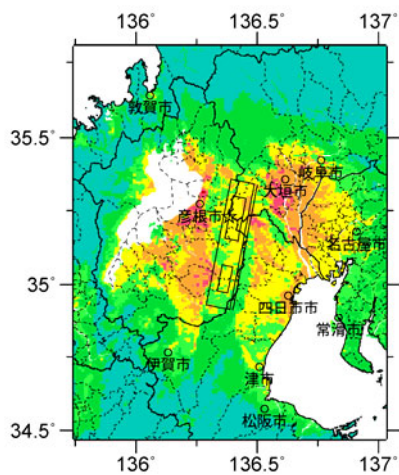 136° 136.5° 137°
敦賀市
35.5°
岐阜市
大垣市
彦根市
名古屋市
35°
四日市市
常滑市
伊賀市
津市
松阪市
34.5°
136° 136.5° 137°